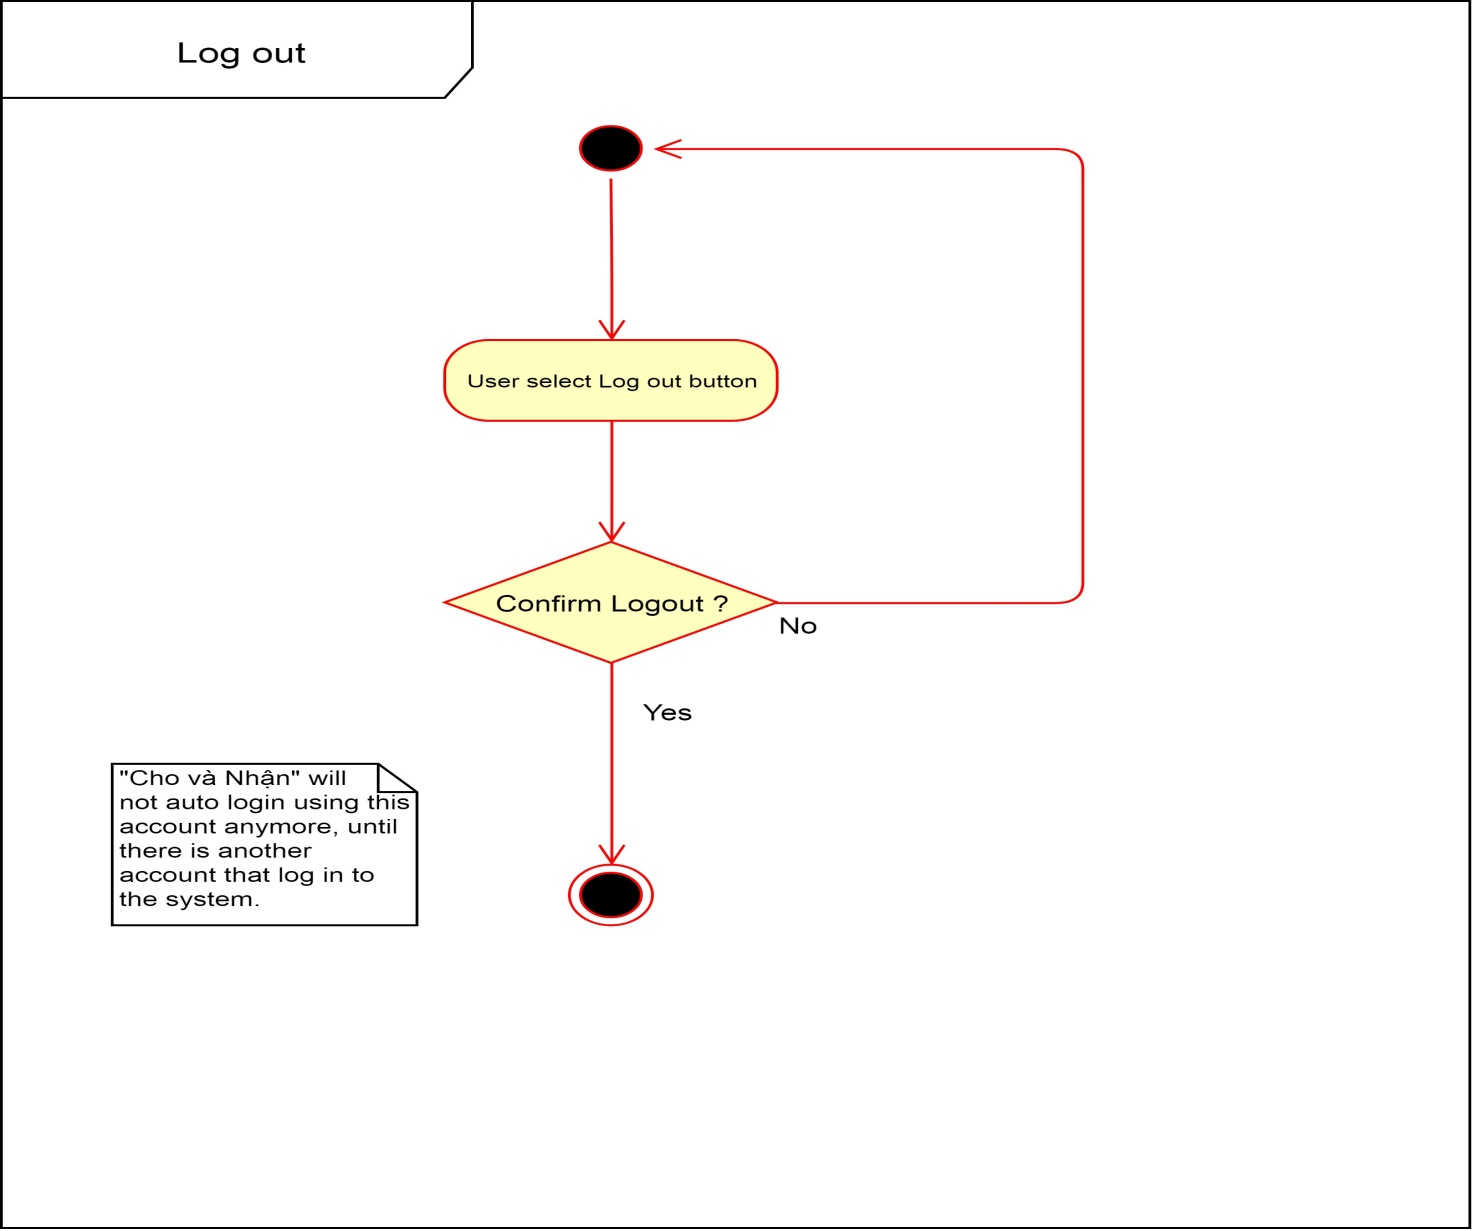 Log out
User select Log out button
Confirm Logout ?
No
Yes
"Cho và Nhận" will
not auto login using this
account anymore, until
there is another
account that log in to
the system.